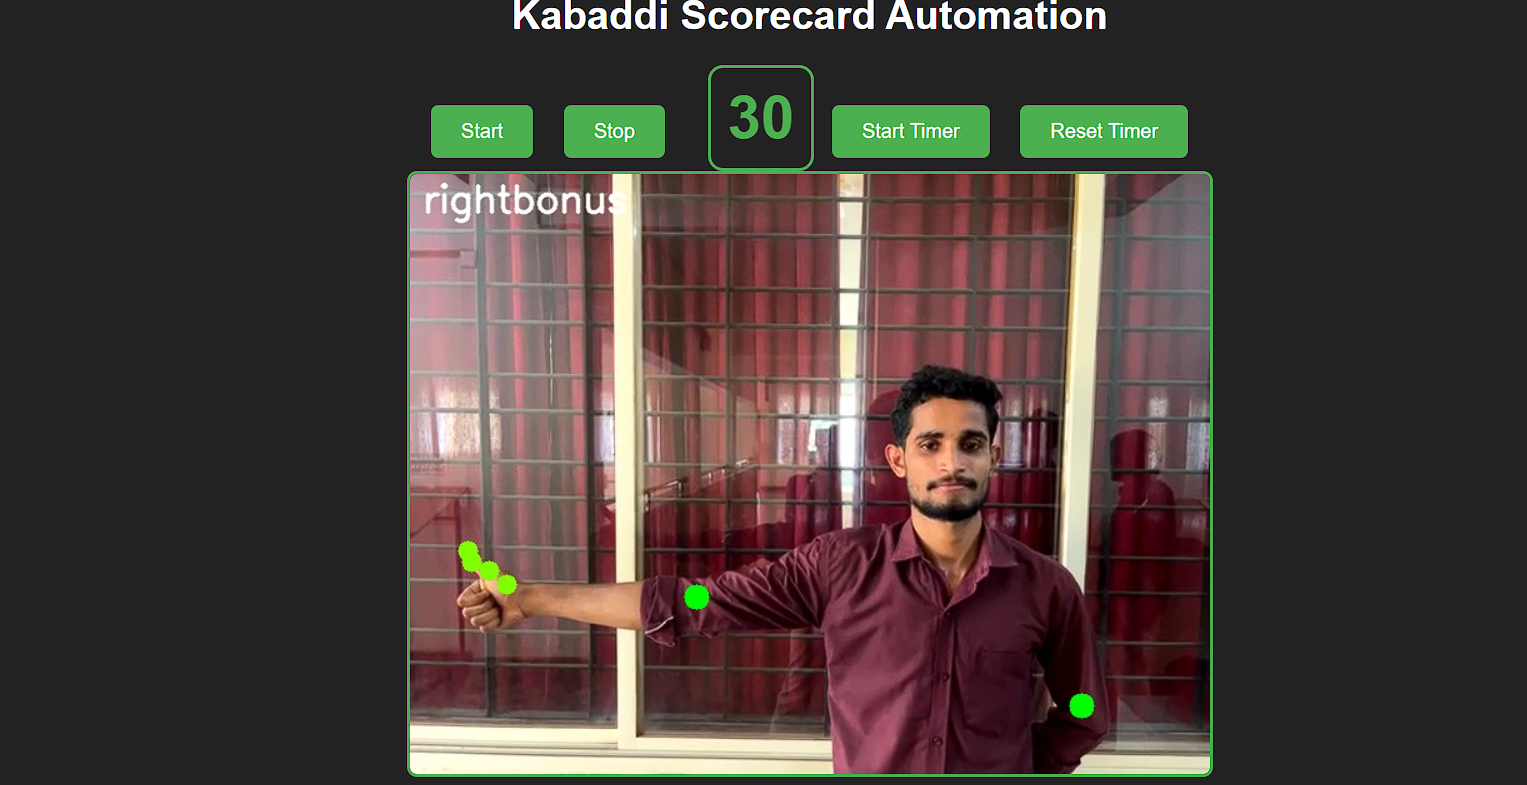 Kabaddi Scorecard Automation
Start
Stop
30
Start Timer
Reset Timer
rightbonus